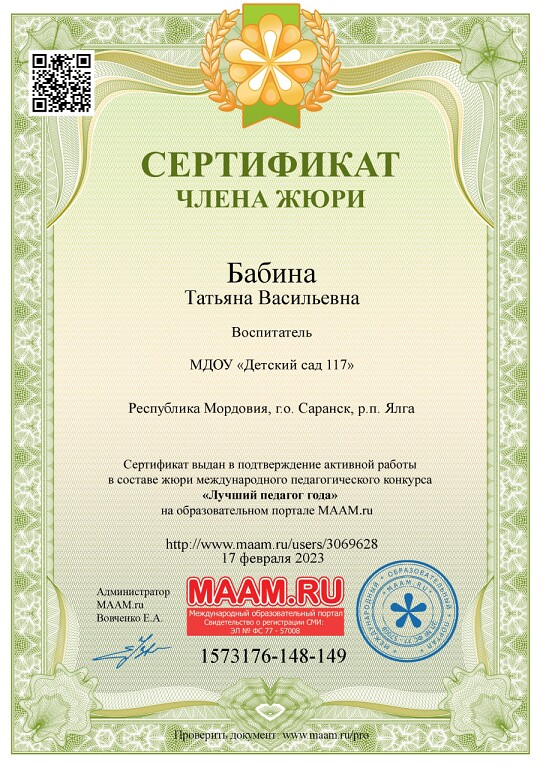 СЕРТИФИКАТ
ЧЛЕНА ЖЮРИ
Бабина
Татьяна Васильевна
Воспитатель
МДОУ «Детский сад 117»
Республика Мордовия, г.о. Саранск, р.п. Ялга
Сертификат выдан в подтверждение активной работы
в составе жюри международного педагогического конкурса
«Лучший педагог года»
на образовательном портале MAAM.ru
http://www.maam.ru/users/3069628
17 февраля 2023
Администратор
MAAM.ru
Вовченко Е.А.
MAAM.RU
Международный образовательный портал
Свидетельство о регистрации СМИ:
ЭЛ № ФС 77 - 57008
1573176-148-149
МЕЖДУНАРОДНЫЙ ОБРАЗОВАТЕЛЬНЫЙ ПОРТАЛ
"MAAM.RU"
Проверить документ: www.maam.ru/pro